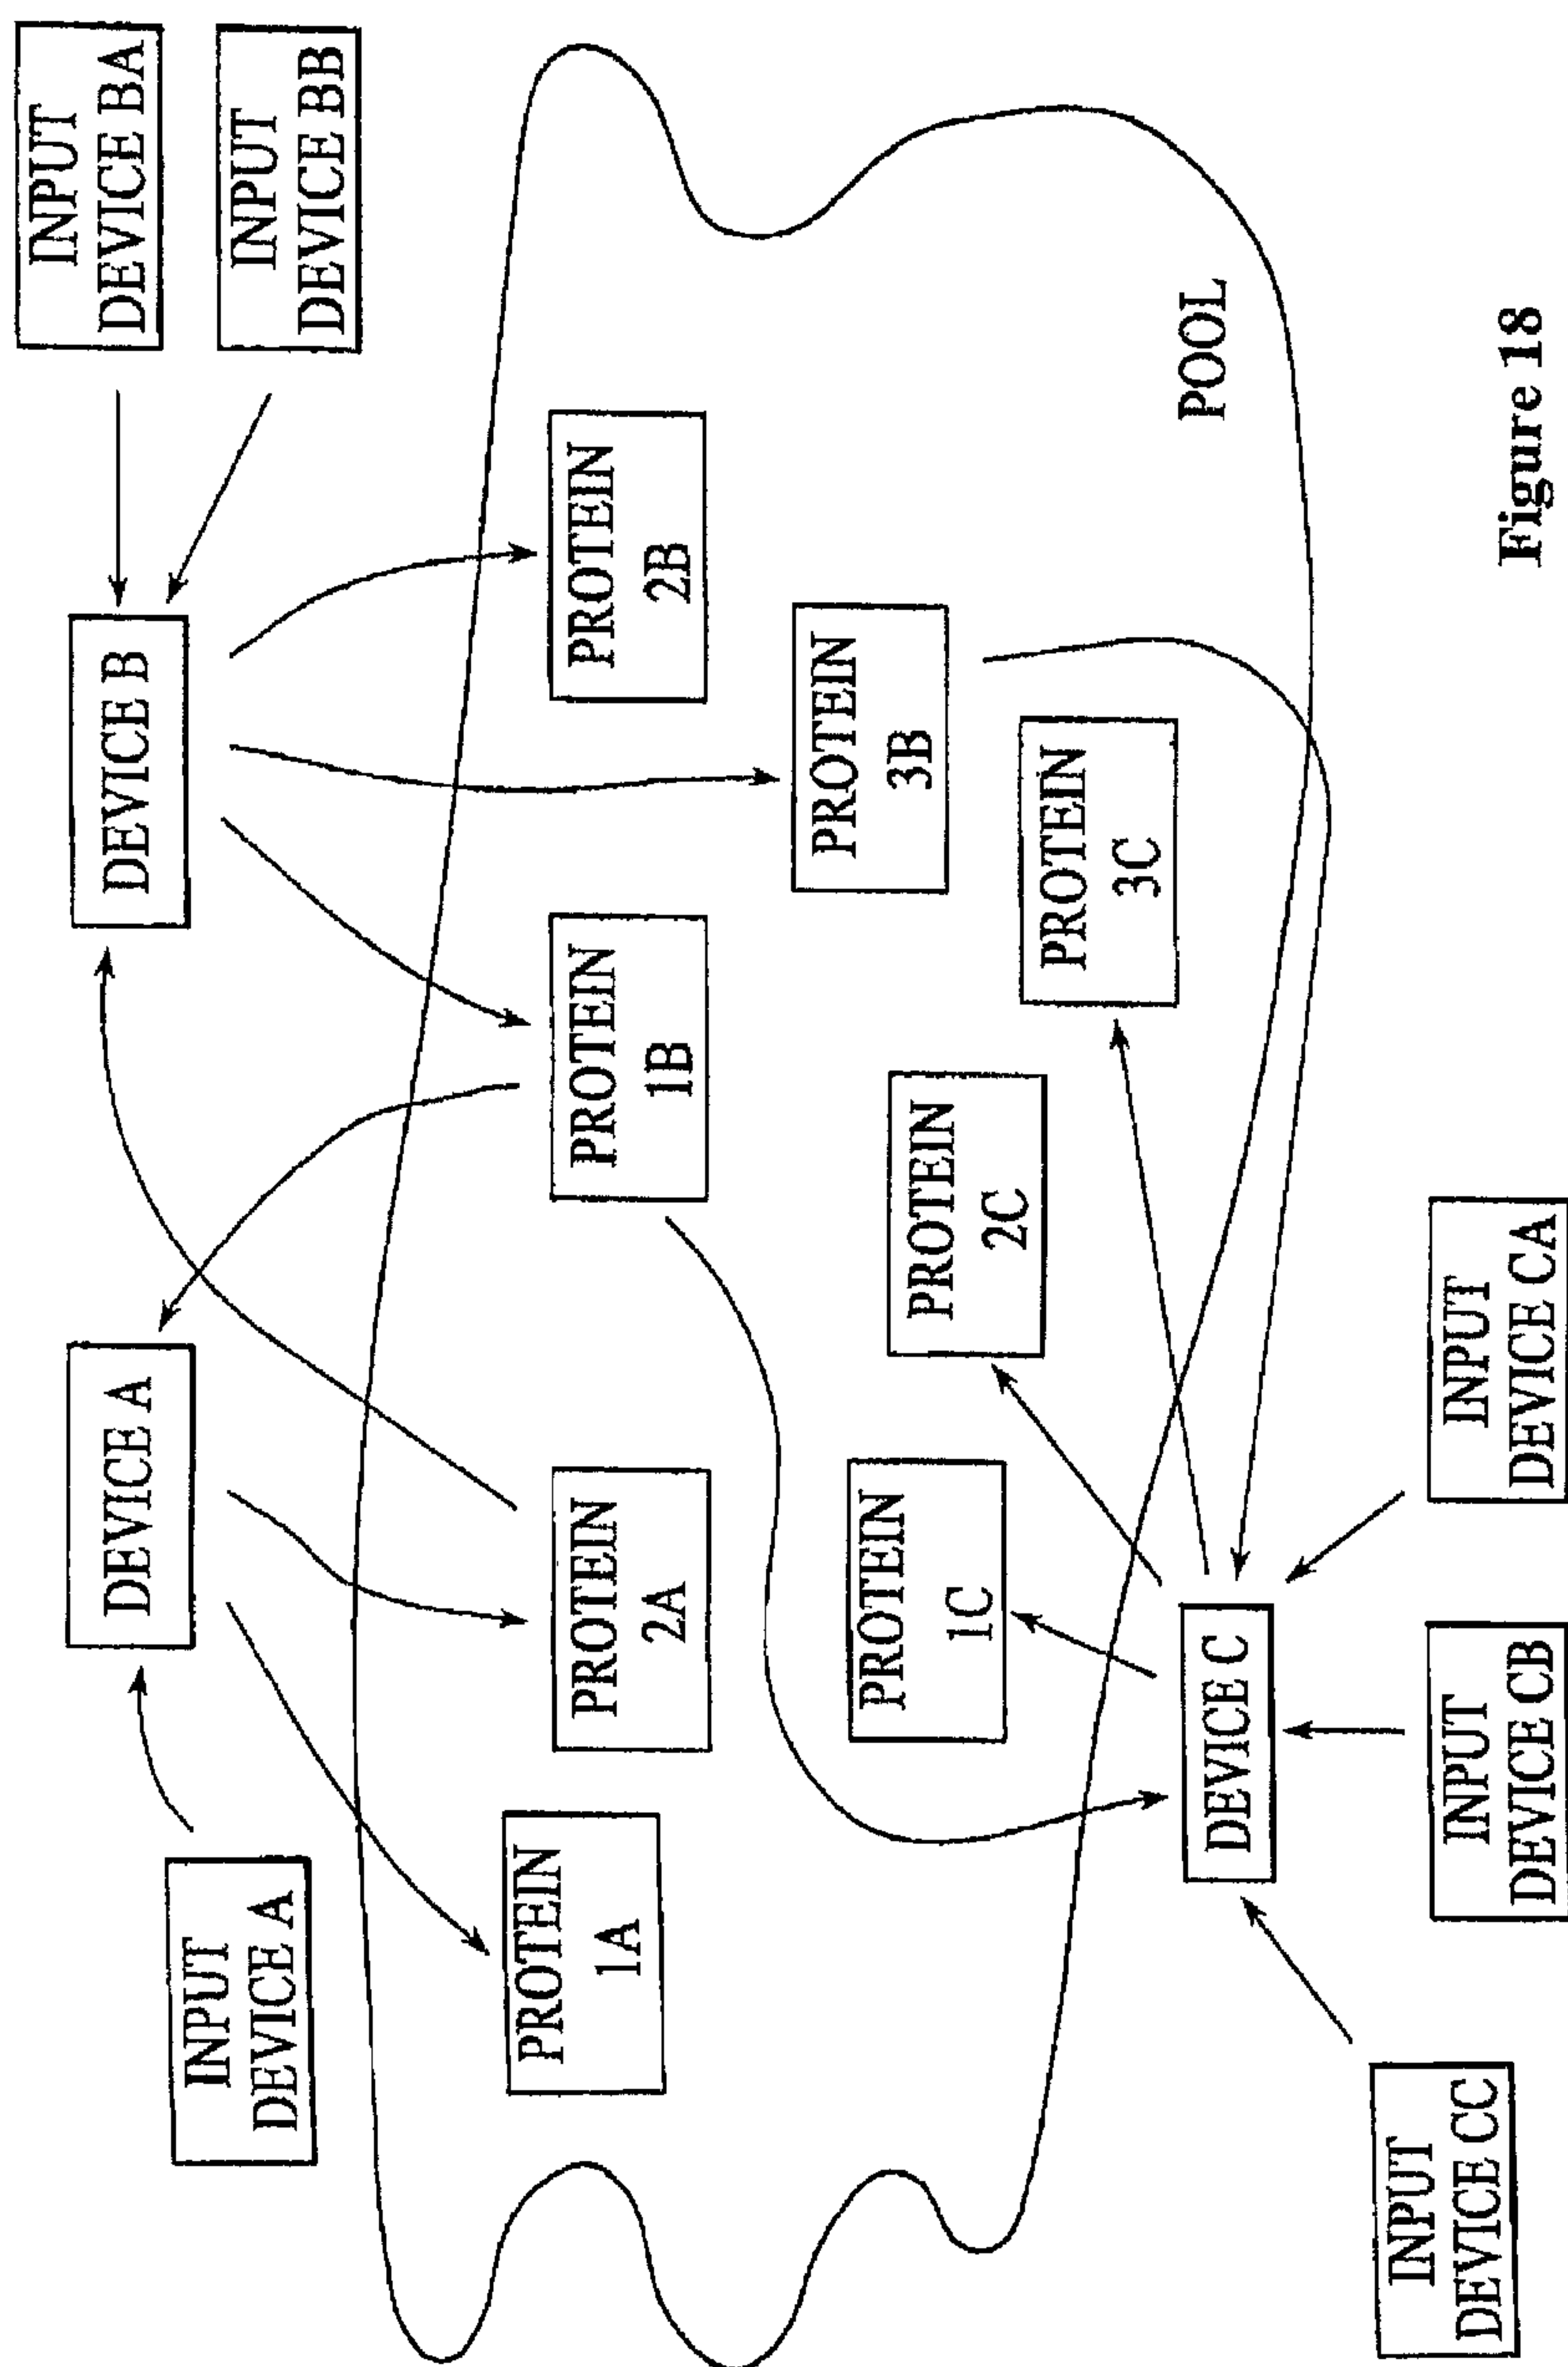 INPUT
DEVICE A
DEVICE A
DEVICE B
INPUT
DEVICE BA
INPUT
DEVICE BB
PROTEIN
1A
PROTEIN
2A
PROTEIN
1B
PROTEIN
2B
PROTEIN
3B
PROTEIN
1C
PROTEIN
2C
PROTEIN
3C
POOL
DEVICE C
INPUT
DEVICE CC
INPUT
DEVICE CB
INPUT
DEVICE CA
Figure 18